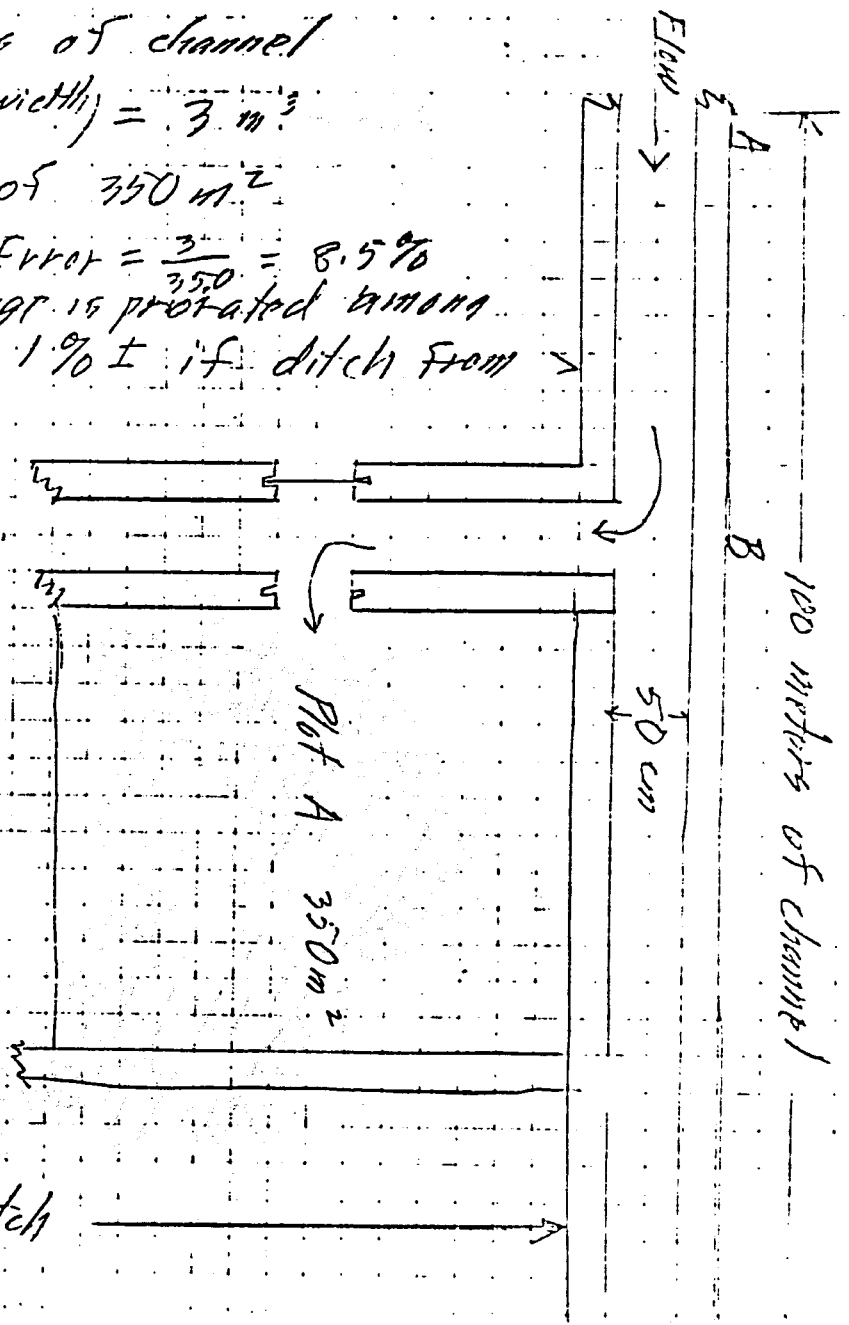 s of channel
width) = 3 m³
of 350 m²
Error = 3/350 = 8.5%
is prorated among
1% ± if ditch from
Flow
A
B
100 meters of channel
50 cm
Plot A 350 m²
tch